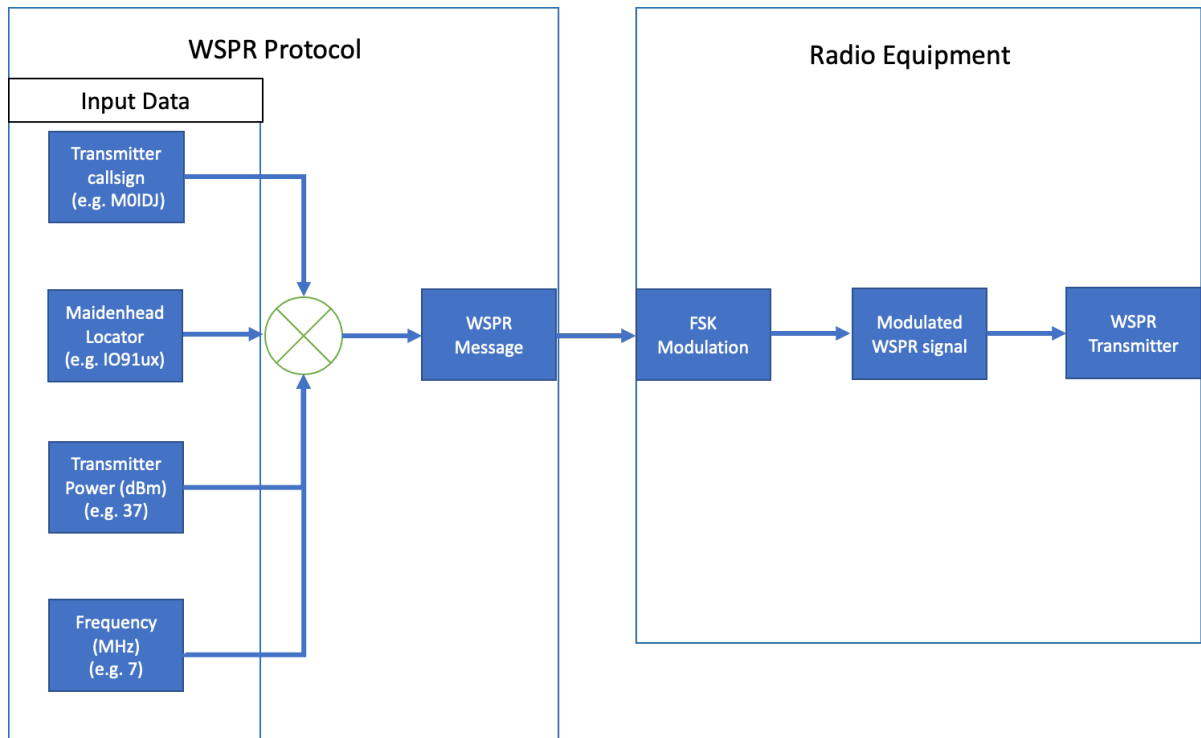 WSPR Protocol
Input Data
Transmitter
callsign
(e.g. M0IDJ)
Maidenhead
Locator
(e.g. IO91ux)
Transmitter
Power (dBm)
(e.g. 37)
Frequency
(MHz)
(e.g. 7)
WSPR
Message
Radio Equipment
FSK
Modulation
Modulated
WSPR signal
WSPR
Transmitter